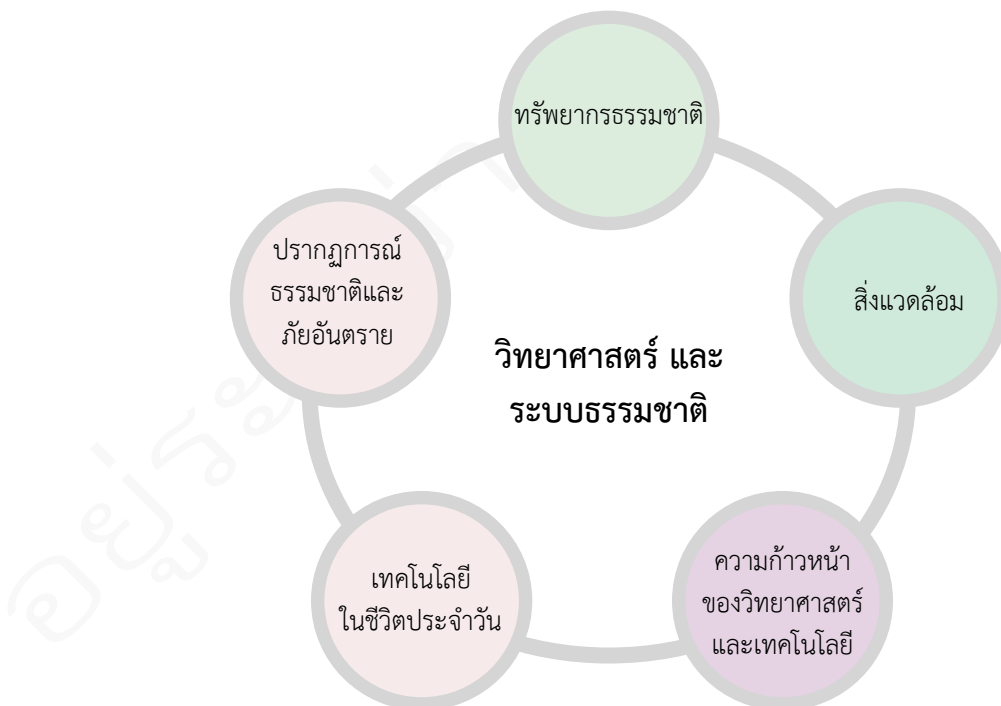 ทรัพยากรธรรมชาติ
ปรากฏการณ์
ธรรมชาติและ
ภัยอันตราย
สิ่งแวดล้อม
วิทยาศาสตร์ และ
ระบบธรรมชาติ
เทคโนโลยี
ในชีวิตประจำวัน
ความก้าวหน้า
ของวิทยาศาสตร์
และเทคโนโลยี
อยู่ระ